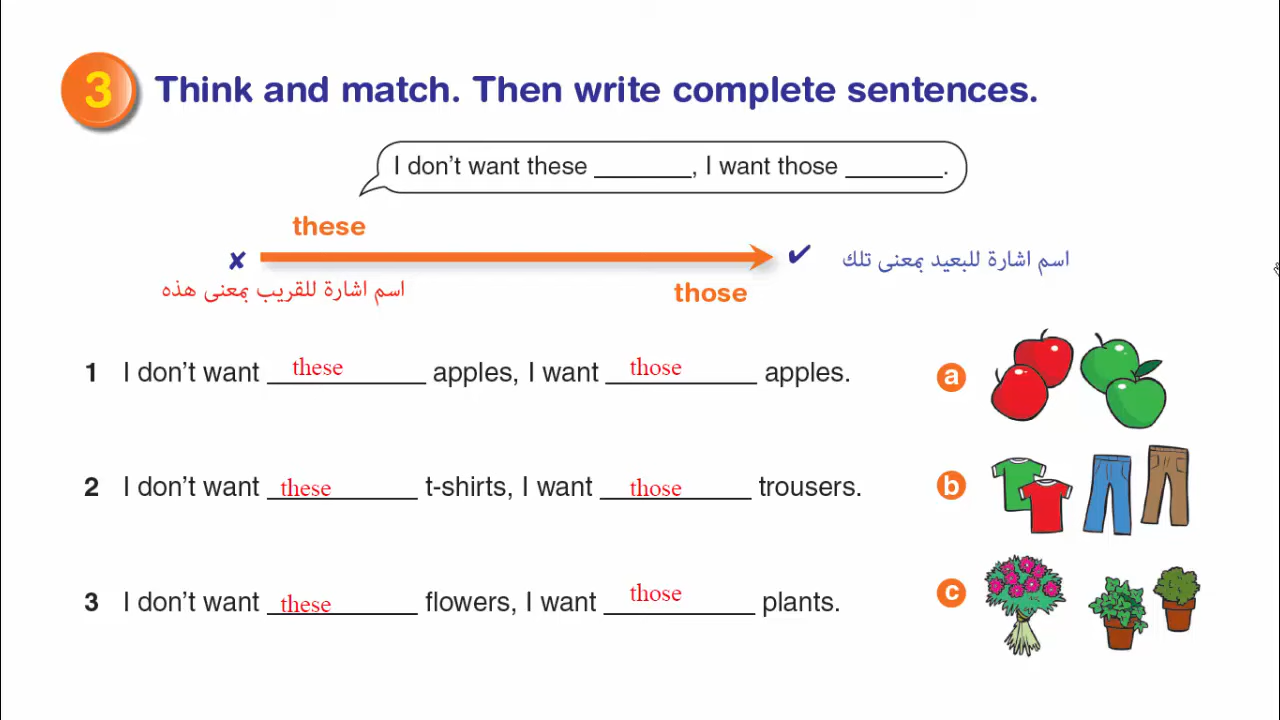 3 Think and match. Then write complete sentences.
I don't want these _______, I want those _______.
these
✘ ✔ اسم اشارة للبعيد بمعنى تلك
اسم اشارة للقريب بمعنى هذه
those
1 I don't want these apples, I want those apples. a
2 I don't want these t-shirts, I want those trousers. b
3 I don't want these flowers, I want those plants. c